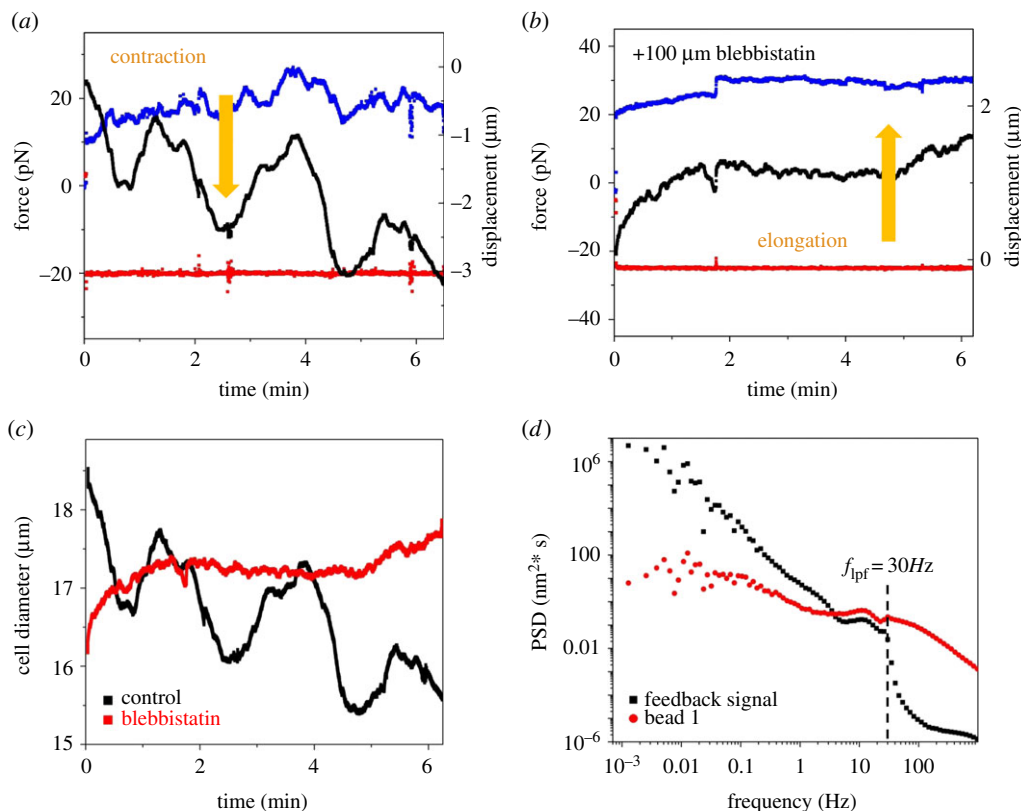 (a)
contraction
20
0
−20
force (pN)
0
−1
−2
−3
displacement (μm)
0
2
4
6
time (min)
(b)
+100 μm blebbistatin
elongation
40
20
0
−20
−40
force (pN)
2
0
displacement (μm)
0
2
4
6
time (min)
(c)
18
17
16
15
cell diameter (μm)
control
blebbistatin
0
2
4
6
time (min)
(d)
10⁶
100
0.01
10⁻⁶
PSD (nm²* s)
f_lpf = 30Hz
feedback signal
bead 1
10⁻³
0.01
0.1
1
10
100
frequency (Hz)